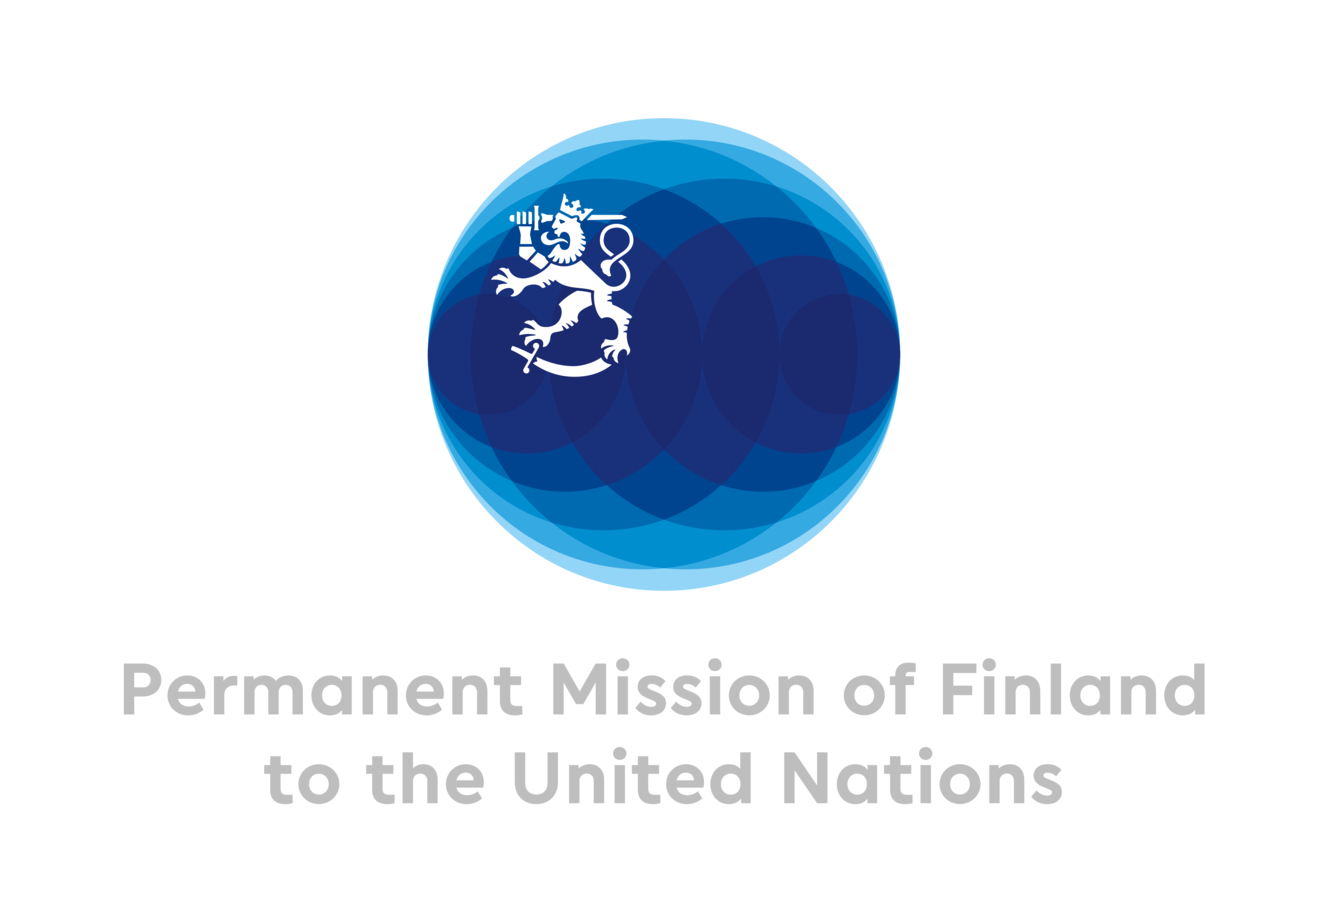 Permanent Mission of Finland
to the United Nations